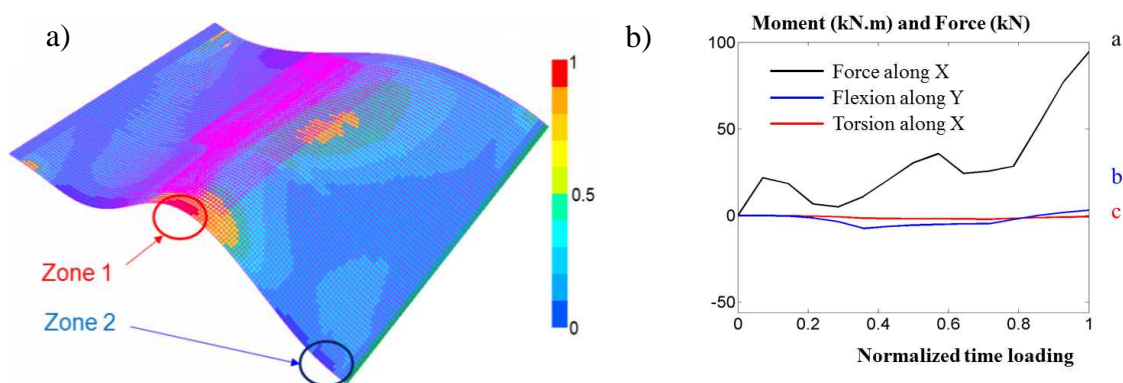 a)
1
0.5
0
Zone 1
Zone 2
b)
Moment (kN.m) and Force (kN)
100
50
0
-50
Force along X
Flexion along Y
Torsion along X
a
b
c
0 0.2 0.4 0.6 0.8 1
Normalized time loading